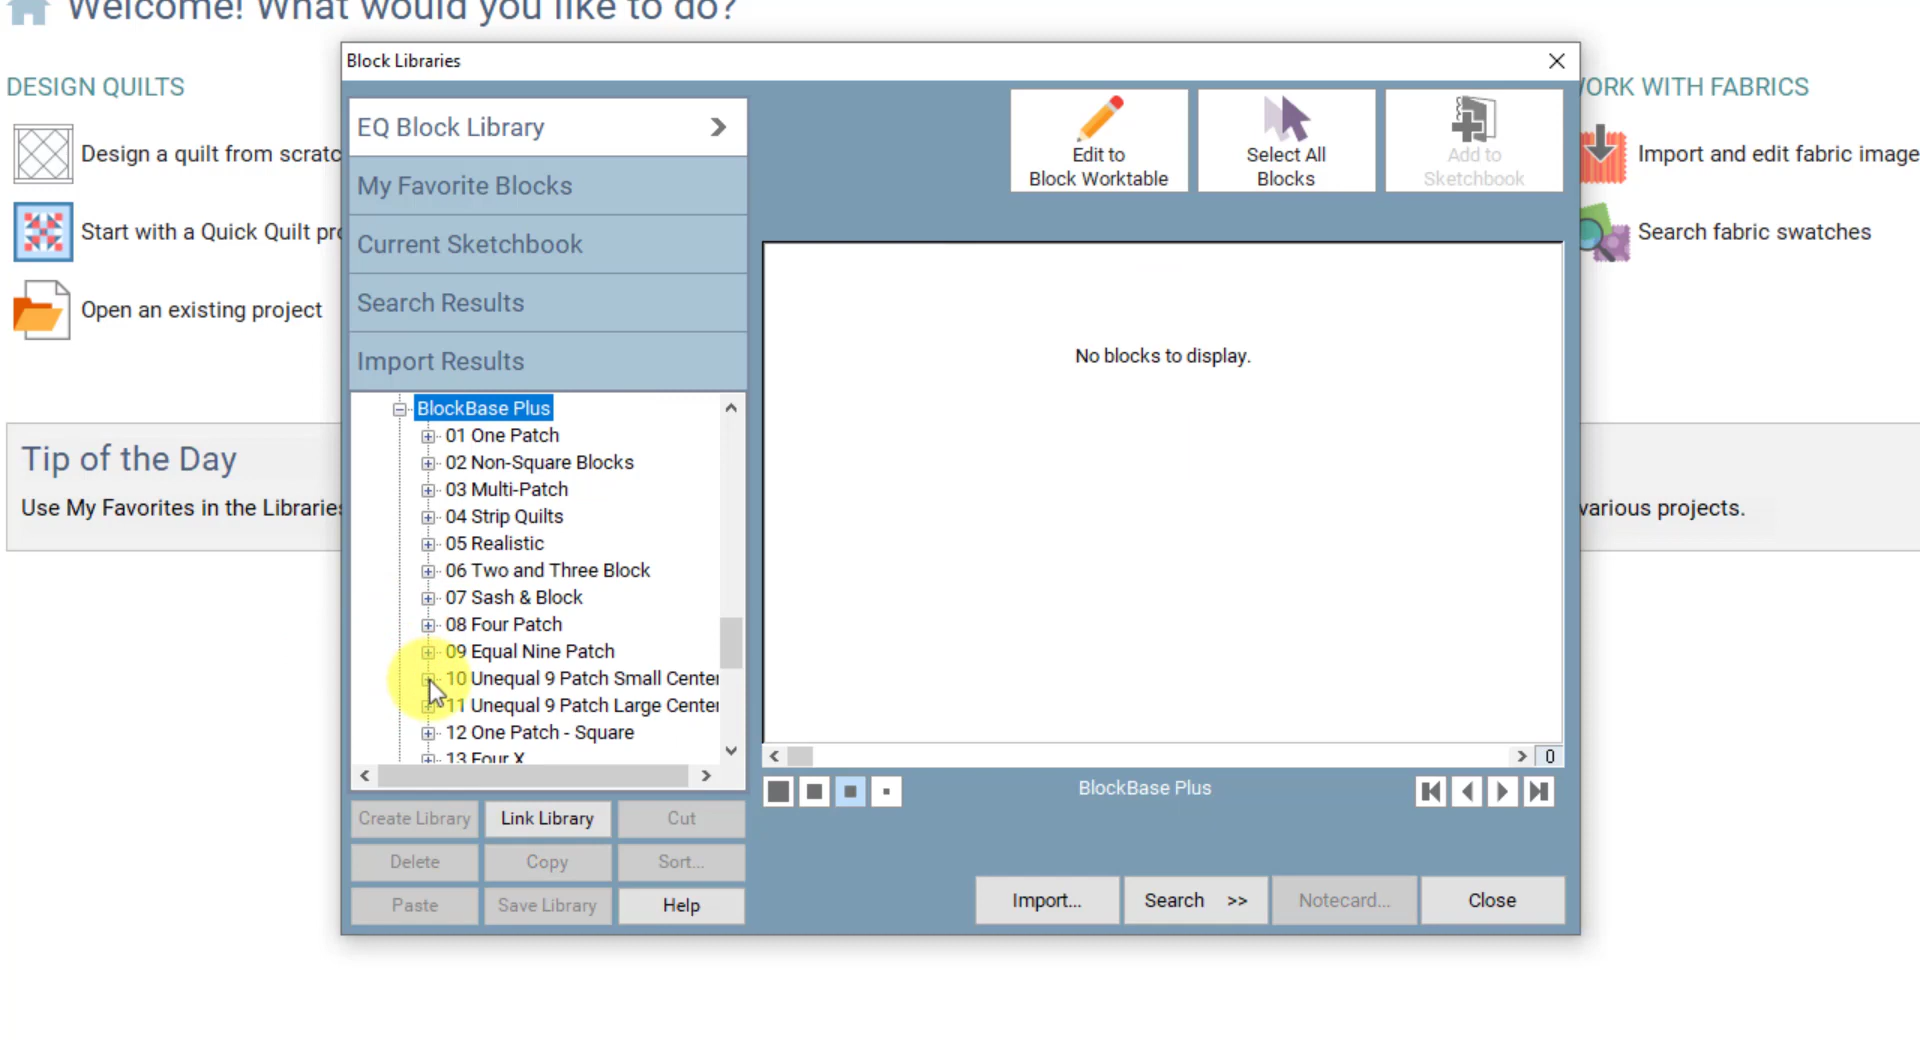 Welcome! What would you like to do?
DESIGN QUILTS
Design a quilt from scratc
Start with a Quick Quilt pr
Open an existing project
Tip of the Day
Use My Favorites in the Libraries
Block Libraries
EQ Block Library
My Favorite Blocks
Current Sketchbook
Search Results
Import Results
BlockBase Plus
01 One Patch
02 Non-Square Blocks
03 Multi-Patch
04 Strip Quilts
05 Realistic
06 Two and Three Block
07 Sash & Block
08 Four Patch
09 Equal Nine Patch
10 Unequal 9 Patch Small Center
11 Unequal 9 Patch Large Center
12 One Patch - Square
13 Four X
Create Library
Link Library
Cut
Delete
Copy
Sort...
Paste
Save Library
Help
Edit to
Block Worktable
Select All
Blocks
Add to
Sketchbook
No blocks to display.
0
BlockBase Plus
Import...
Search >>
Notecard...
Close
ORK WITH FABRICS
Import and edit fabric image
Search fabric swatches
various projects.